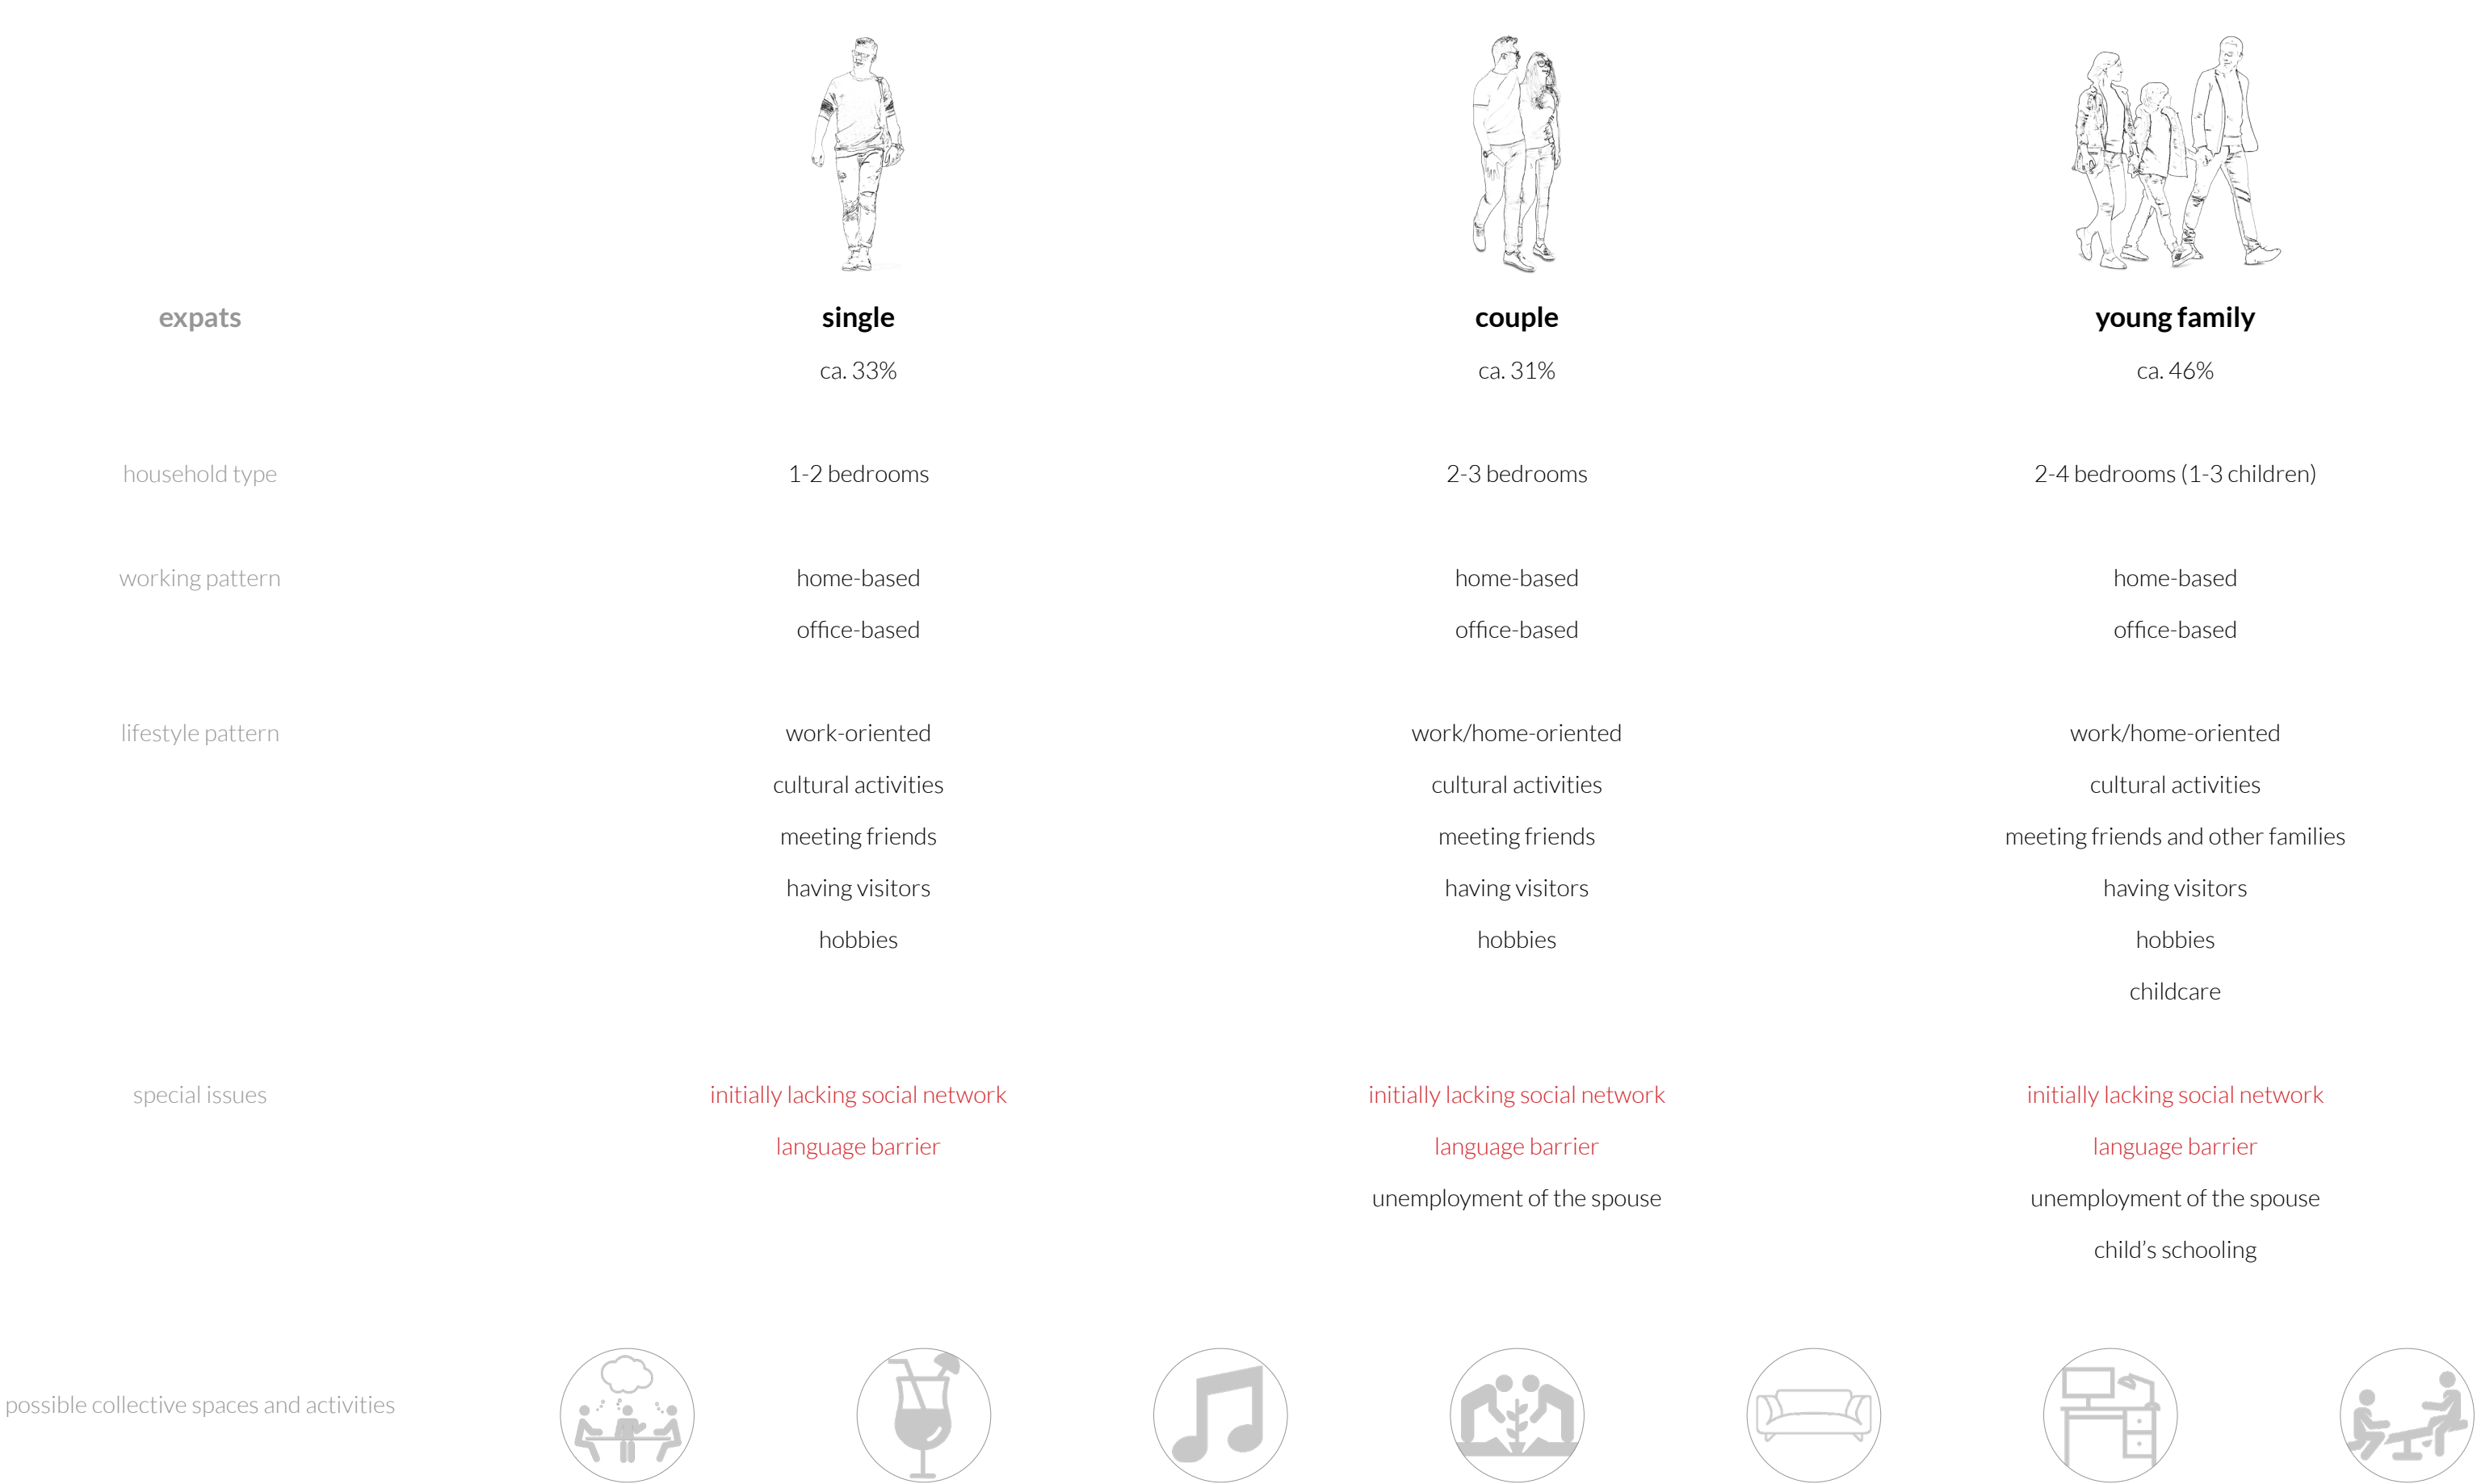 expats single couple young family
ca. 33% ca. 31% ca. 46%
household type 1-2 bedrooms 2-3 bedrooms 2-4 bedrooms (1-3 children)
working pattern home-based home-based home-based
office-based office-based office-based
lifestyle pattern work-oriented work/home-oriented work/home-oriented
cultural activities cultural activities cultural activities
meeting friends meeting friends meeting friends and other families
having visitors having visitors having visitors
hobbies hobbies hobbies
childcare
special issues initially lacking social network initially lacking social network initially lacking social network
language barrier language barrier language barrier
unemployment of the spouse unemployment of the spouse
child’s schooling
possible collective spaces and activities